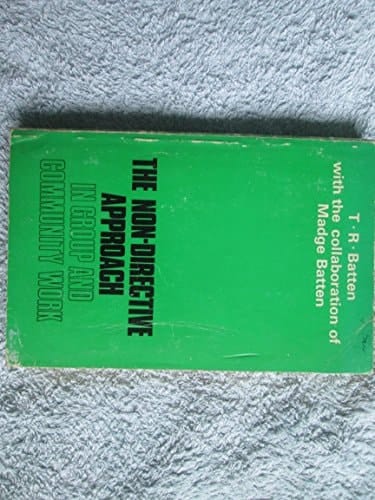 T·R·Batten
with the collaboration of
Madge Batten
THE NON-DIRECTIVE
APPROACH
IN GROUP AND
COMMUNITY WORK